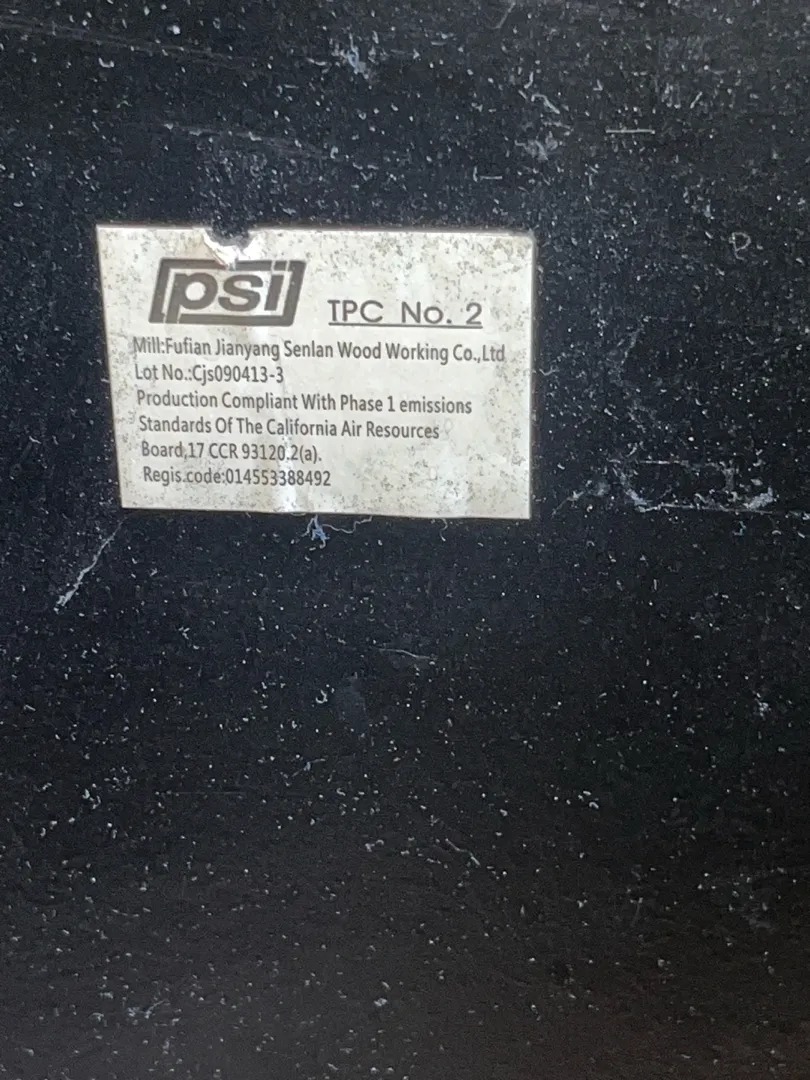 psi TPC No. 2
Mill:Fufian Jianyang Senlan Wood Working Co.,Ltd
Lot No.:Cjs090413-3
Production Compliant With Phase 1 emissions
Standards Of The California Air Resources
Board,17 CCR 93120.2(a).
Regis.code:014553388492